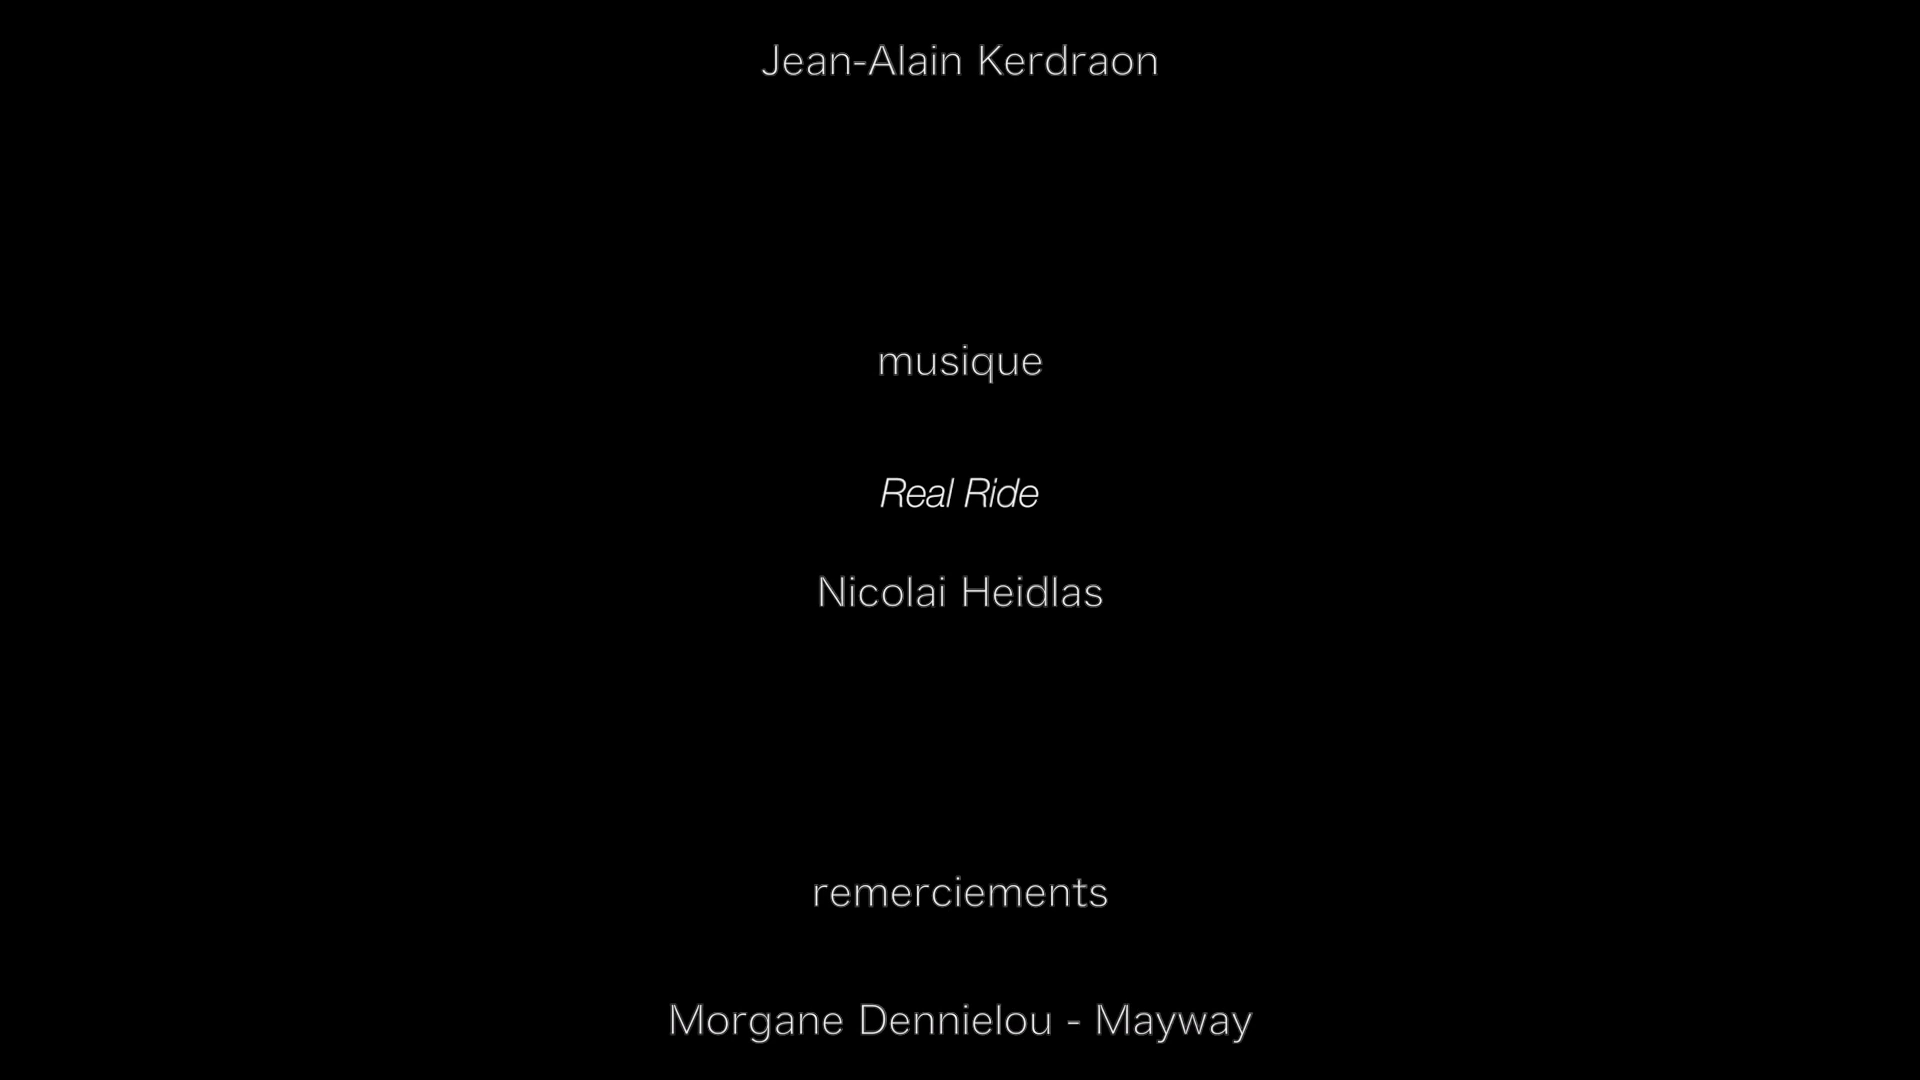 Jean-Alain Kerdraon
musique
Real Ride
Nicolai Heidlas
remerciements
Morgane Dennielou - Mayway